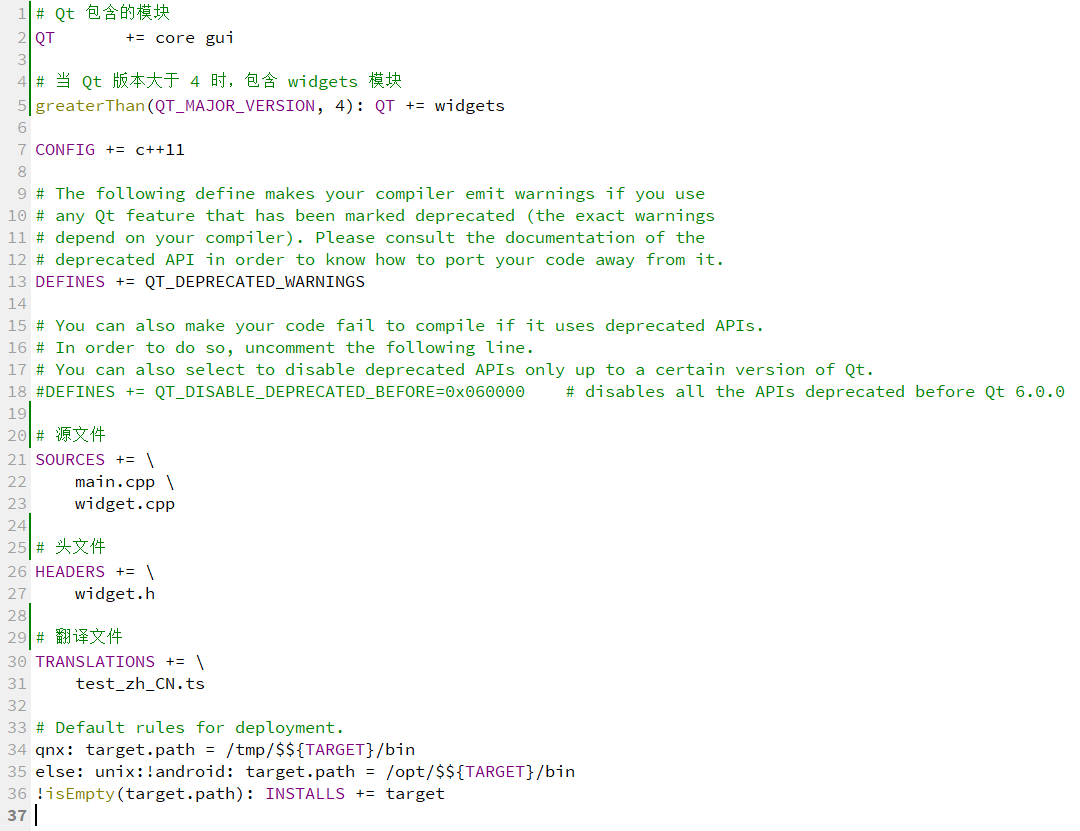 1 # Qt 包含的模块
2 QT       += core gui
3
4 # 当 Qt 版本大于 4 时，包含 widgets 模块
5 greaterThan(QT_MAJOR_VERSION, 4): QT += widgets
6
7 CONFIG += c++11
8
9 # The following define makes your compiler emit warnings if you use
10 # any Qt feature that has been marked deprecated (the exact warnings
11 # depend on your compiler). Please consult the documentation of the
12 # deprecated API in order to know how to port your code away from it.
13 DEFINES += QT_DEPRECATED_WARNINGS
14
15 # You can also make your code fail to compile if it uses deprecated APIs.
16 # In order to do so, uncomment the following line.
17 # You can also select to disable deprecated APIs only up to a certain version of Qt.
18 #DEFINES += QT_DISABLE_DEPRECATED_BEFORE=0x060000    # disables all the APIs deprecated before Qt 6.0.0
19
20 # 源文件
21 SOURCES += \
22     main.cpp \
23     widget.cpp
24
25 # 头文件
26 HEADERS += \
27     widget.h
28
29 # 翻译文件
30 TRANSLATIONS += \
31     test_zh_CN.ts
32
33 # Default rules for deployment.
34 qnx: target.path = /tmp/$${TARGET}/bin
35 else: unix:!android: target.path = /opt/$${TARGET}/bin
36 !isEmpty(target.path): INSTALLS += target
37